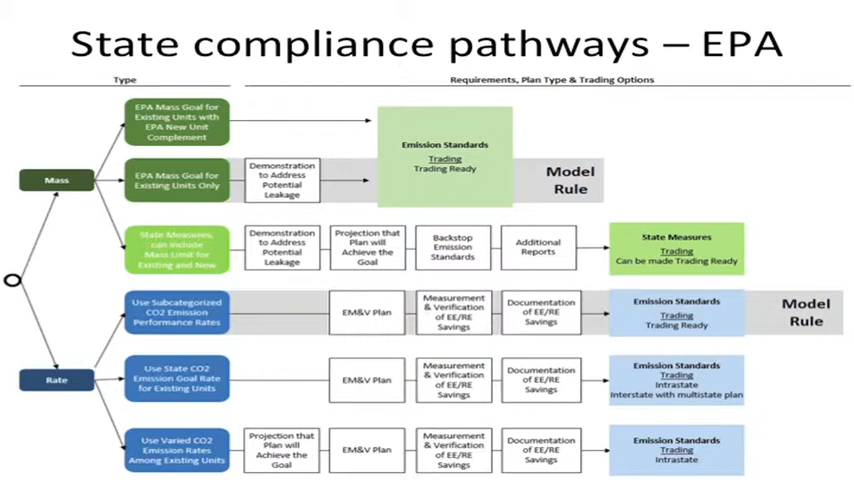 State compliance pathways – EPA
Type
Requirements, Plan Type & Trading Options
EPA Mass Goal for
Existing Units with
EPA New Unit
Complement
Emission Standards
Trading
Trading Ready
Mass
EPA Mass Goal for
Existing Units Only
Demonstration
to Address
Potential
Leakage
Model
Rule
State Measures,
can include
Mass Limit for
Existing and New
Demonstration
to Address
Potential
Leakage
Projection that
Plan will
Achieve the
Goal
Backstop
Emission
Standards
Additional
Reports
State Measures
Trading
Can be made Trading Ready
Use Subcategorized
CO2 Emission
Performance Rates
EM&V Plan
Measurement
& Verification
of EE/RE
Savings
Documentation
of EE/RE
Savings
Emission Standards
Trading
Trading Ready
Model
Rule
Rate
Use State CO2
Emission Goal Rate
for Existing Units
EM&V Plan
Measurement
& Verification
of EE/RE
Savings
Documentation
of EE/RE
Savings
Emission Standards
Trading
Intrastate
Interstate with multistate plan
Use Varied CO2
Emission Rates
Among Existing Units
Projection that
Plan will
Achieve the
Goal
EM&V Plan
Measurement
& Verification
of EE/RE
Savings
Documentation
of EE/RE
Savings
Emission Standards
Trading
Intrastate